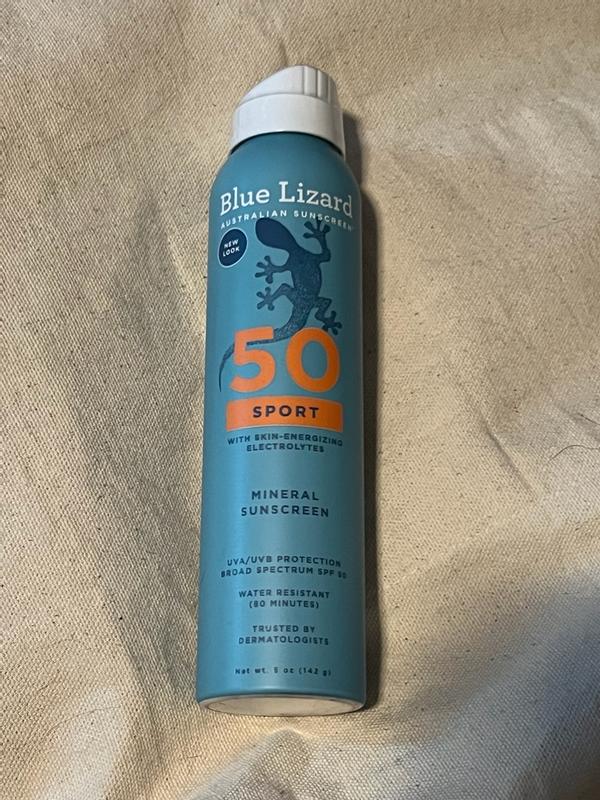 Blue Lizard
AUSTRALIAN SUNSCREEN
NEW
LOOK
50
SPORT
WITH SKIN-ENERGIZING
ELECTROLYTES
MINERAL
SUNSCREEN
UVA/UVB PROTECTION
BROAD SPECTRUM SPF 50
WATER RESISTANT
(80 MINUTES)
TRUSTED BY
DERMATOLOGISTS
Net wt. 5 oz (142 g)